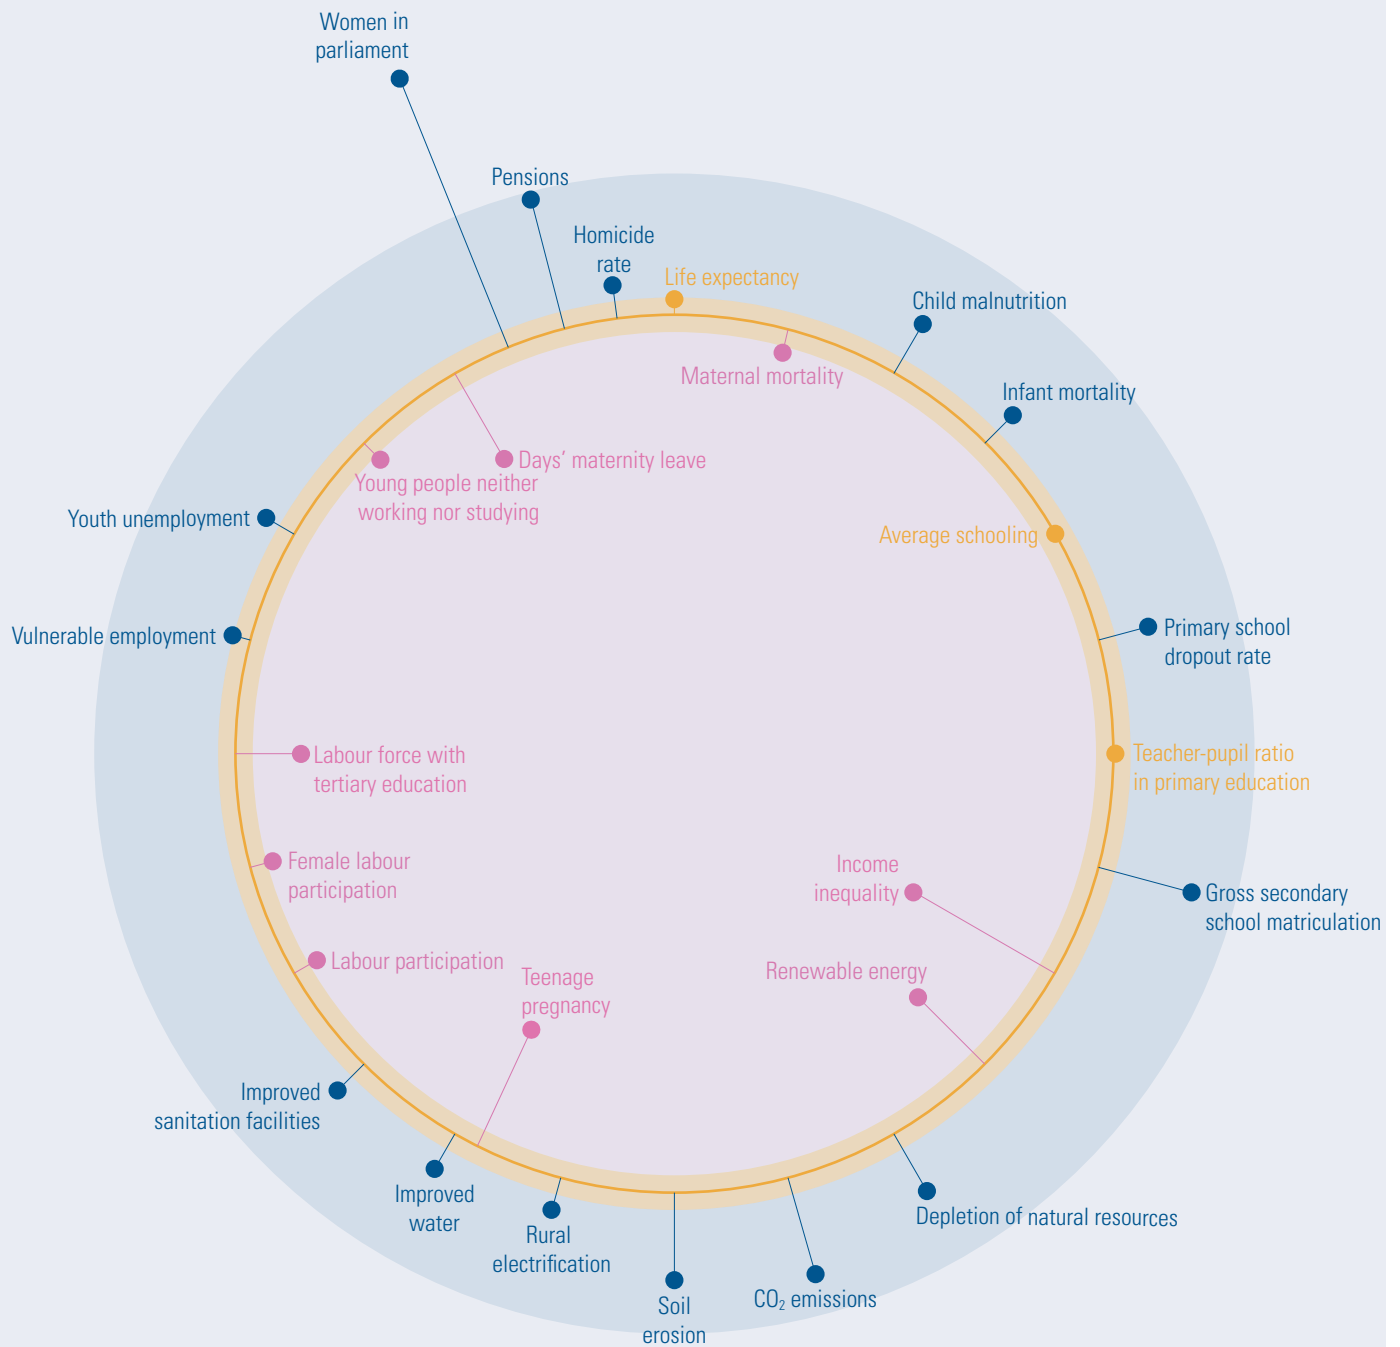 Women in
parliament
Pensions
Homicide
rate
Life expectancy
Child malnutrition
Maternal mortality
Infant mortality
Days’ maternity leave
Young people neither
working nor studying
Youth unemployment
Average schooling
Vulnerable employment
Primary school
dropout rate
Labour force with
tertiary education
Teacher-pupil ratio
in primary education
Female labour
participation
Income
inequality
Gross secondary
school matriculation
Labour participation
Teenage
pregnancy
Renewable energy
Improved
sanitation facilities
Improved
water
Rural
electrification
Depletion of natural resources
Soil
erosion
CO₂ emissions